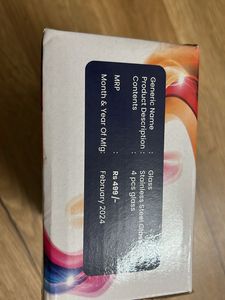 Generic Name : Glass
Product Description : Stainless Steel Glass
Contents : 4 pcs glass
MRP : Rs 499/-
Month & Year Of Mfg: February 2024